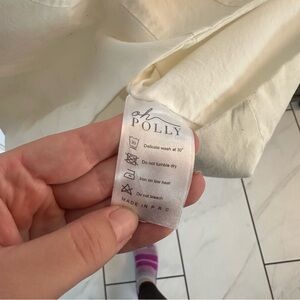 oh
POLLY
30
Delicate wash at 30°
Do not tumble dry
Iron on low heat
Do not bleach
MADE IN P.R.C